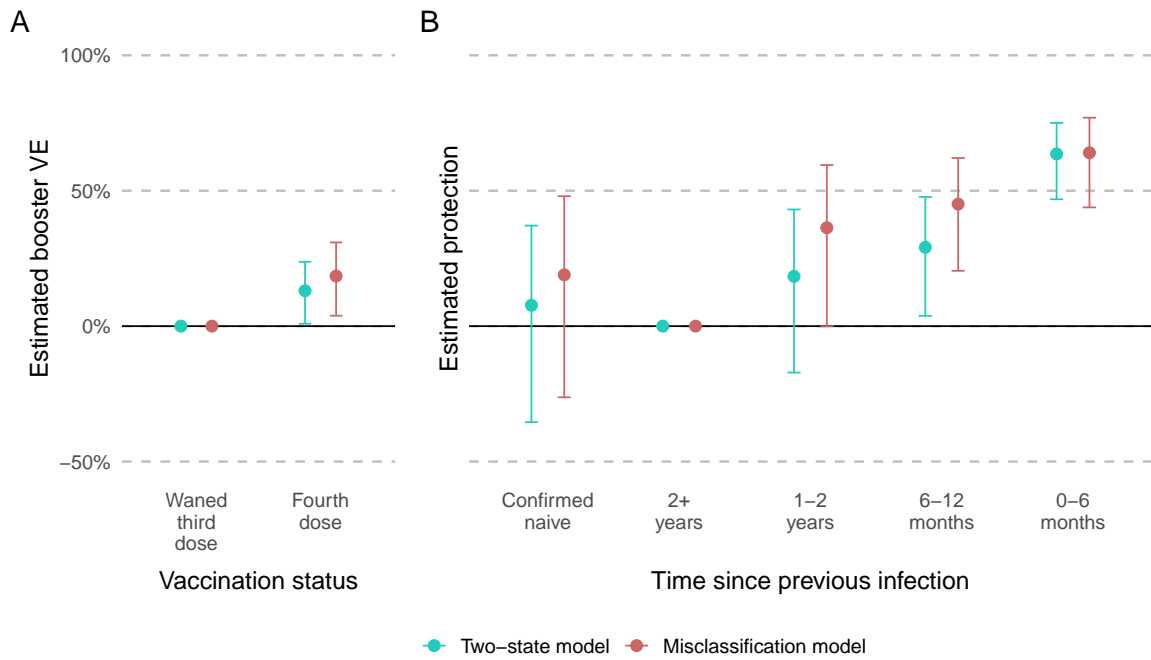 A
B
100%
50%
0%
−50%
Estimated booster VE
Estimated protection
Waned
third
dose
Fourth
dose
Confirmed
naive
2+
years
1−2
years
6−12
months
0−6
months
Vaccination status
Time since previous infection
Two−state model
Misclassification model